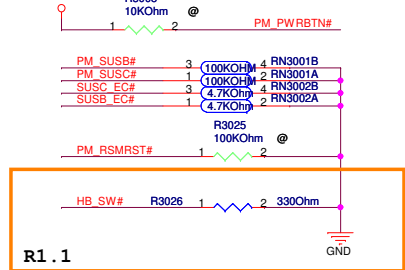 10KOhm @
1 2 PM_PWRBTN#
PM_SUSB# 3 100KOHM 4 RN3001B
PM_SUSC# 1 100KOHM 2 RN3001A
SUSC_EC# 3 4.7KOHM 4 RN3002B
SUSB_EC# 1 4.7KOHM 2 RN3002A
R3025
100KOhm @
PM_RSMRST# 1 2
HB_SW# R3026 1 2 330Ohm
R1.1
GND